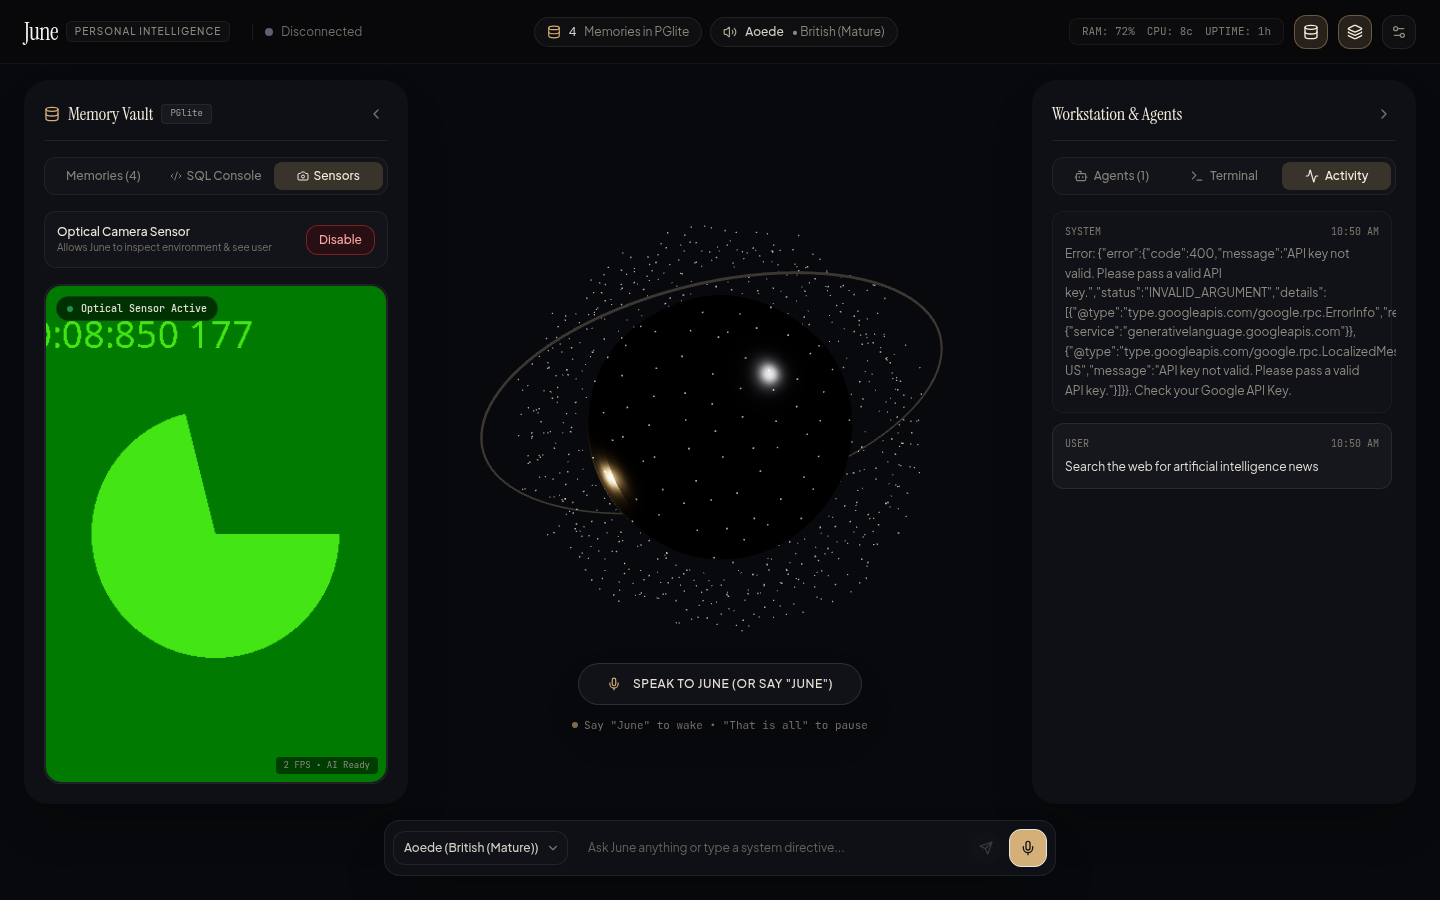 June PERSONAL INTELLIGENCE Disconnected 4 Memories in PGlite Aoede • British (Mature) RAM: 72% CPU: 8c UPTIME: 1h
Memory Vault PGlite
Memories (4) SQL Console Sensors
Optical Camera Sensor
Allows June to inspect environment & see user
Disable
Optical Sensor Active
:08:850 177
2 FPS • AI Ready
SPEAK TO JUNE (OR SAY "JUNE")
Say "June" to wake • "That is all" to pause
Aoede (British (Mature)) Ask June anything or type a system directive...
Workstation & Agents
Agents (1) Terminal Activity
SYSTEM 10:50 AM
Error: {"error":{"code":400,"message":"API key not
valid. Please pass a valid API
key.","status":"INVALID_ARGUMENT","details":
[{"@type":"type.googleapis.com/google.rpc.ErrorInfo","re
{"service":"generativelanguage.googleapis.com"}},
{"@type":"type.googleapis.com/google.rpc.LocalizedMes
US","message":"API key not valid. Please pass a valid
API key."}]}}. Check your Google API Key.
USER 10:50 AM
Search the web for artificial intelligence news